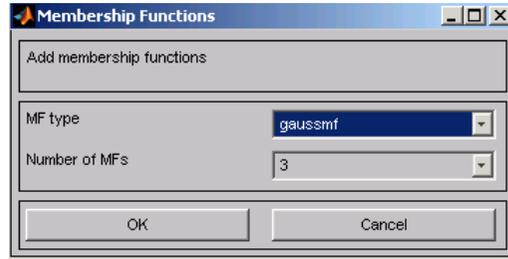 Membership Functions
Add membership functions
MF type
gaussmf
Number of MFs
3
OK
Cancel